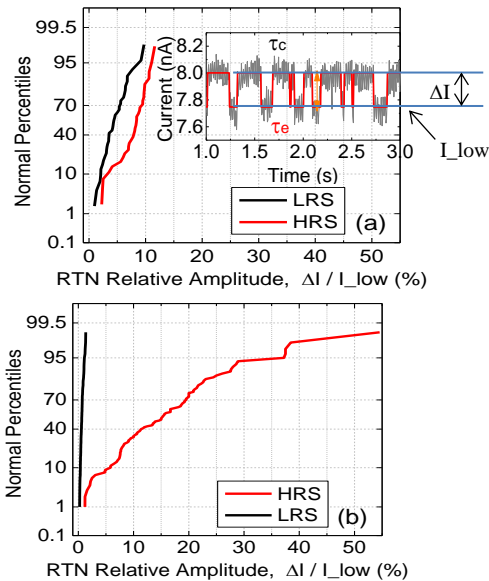 99.5
95
70
40
10
1
0.1
Normal Percentiles
0 10 20 30 40 50
RTN Relative Amplitude, ΔI / I_low (%)
LRS
HRS
(a)
8.2
8.0
7.8
7.6
Current (nA)
τc
τe
1.0 1.5 2.0 2.5 3.0
Time (s)
ΔI
I_low
99.5
95
70
40
10
1
0.1
Normal Percentiles
0 10 20 30 40 50
RTN Relative Amplitude, ΔI / I_low (%)
HRS
LRS
(b)